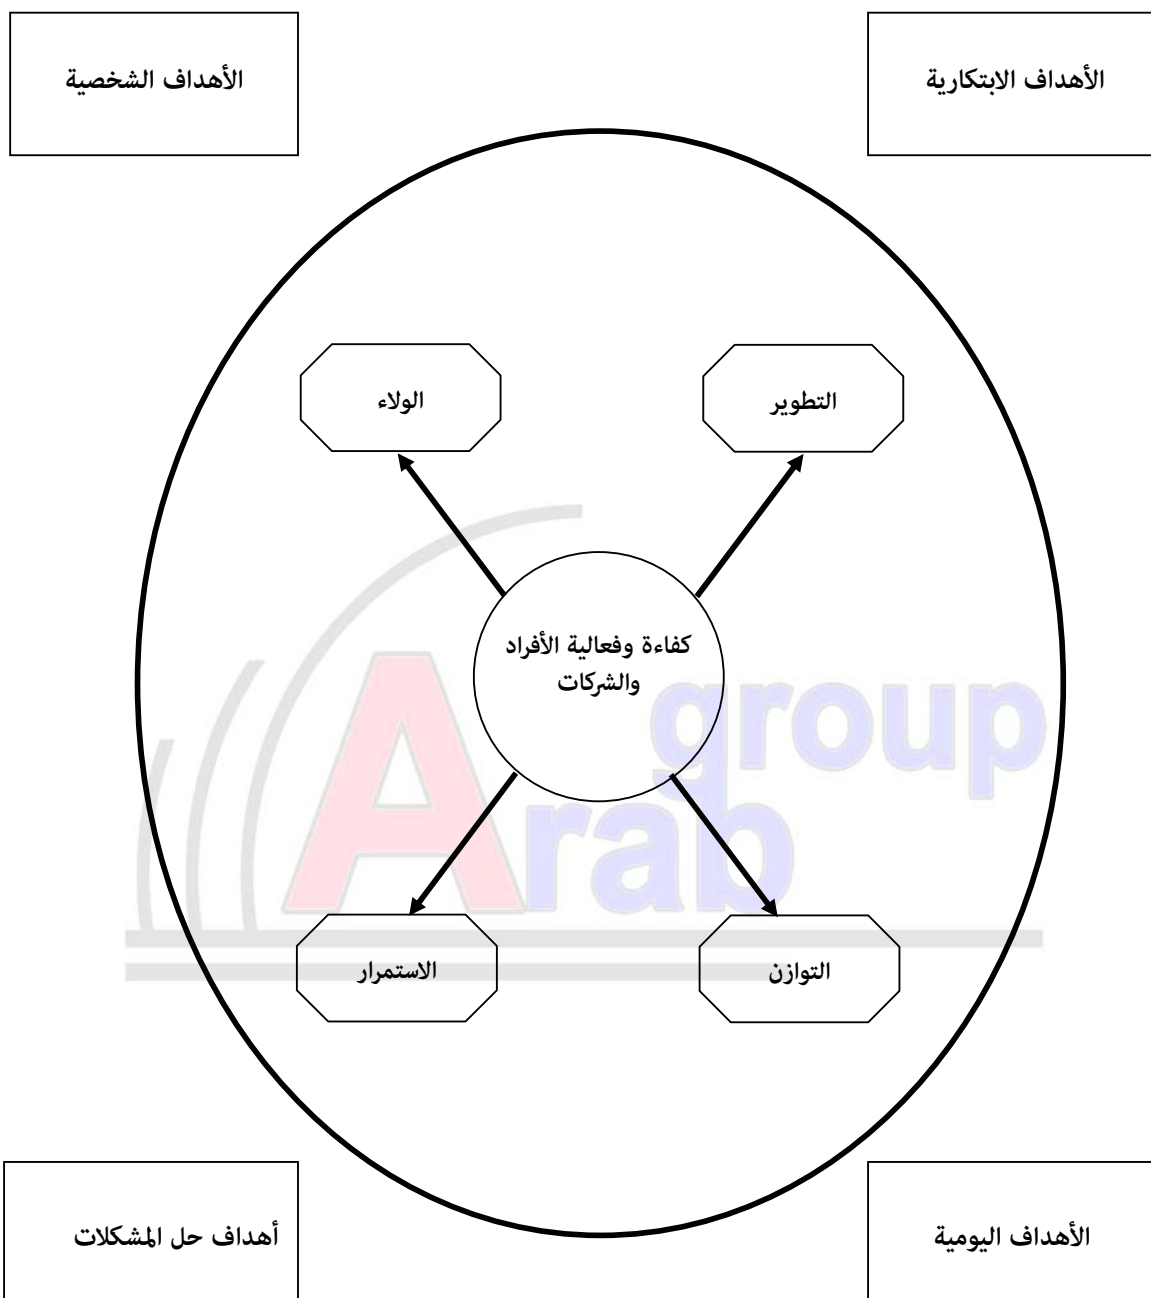 الأهداف الابتكارية
الأهداف الشخصية
التطوير
الولاء
كفاءة وفعالية الأفراد
والشركات
group
Arab
التوازن
الاستمرار
الأهداف اليومية
أهداف حل المشكلات